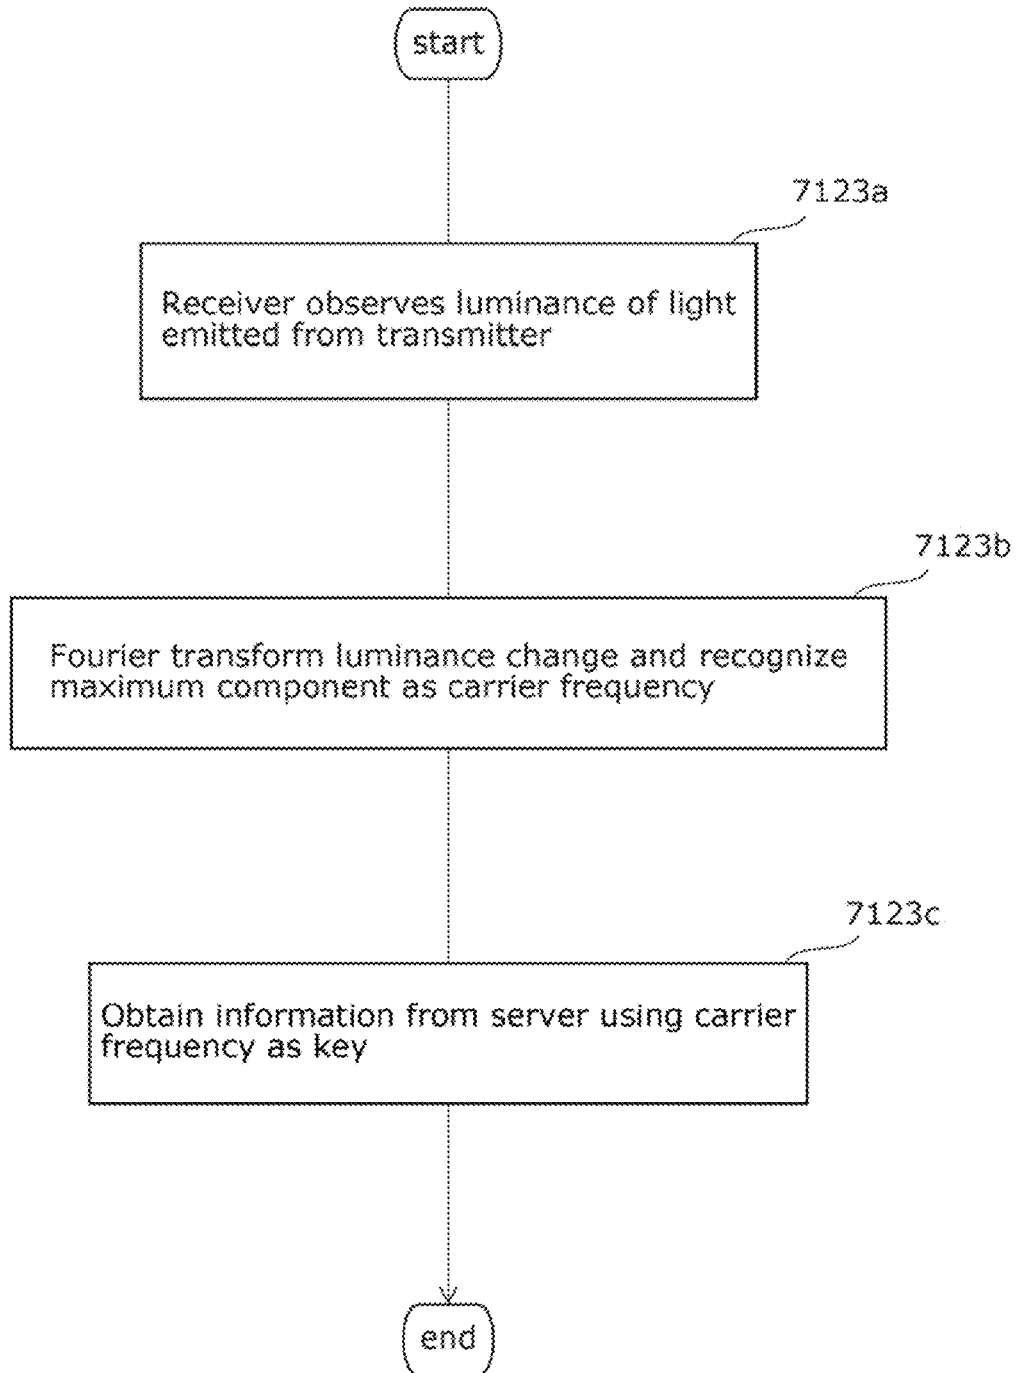 start
7123a
Receiver observes luminance of light
emitted from transmitter
7123b
Fourier transform luminance change and recognize
maximum component as carrier frequency
7123c
Obtain information from server using carrier
frequency as key
end